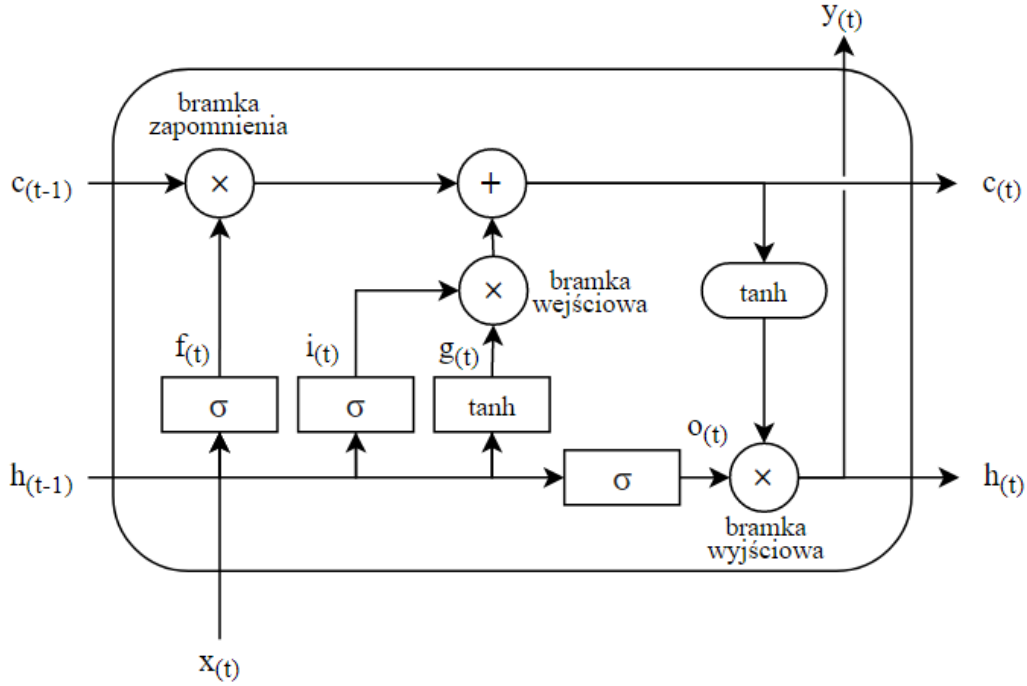 y(t)
bramka
zapomnienia
c(t-1)
×
+
c(t)
×
bramka
wejściowa
tanh
f(t)
i(t)
g(t)
σ
σ
tanh
o(t)
h(t-1)
σ
×
h(t)
bramka
wyjściowa
x(t)